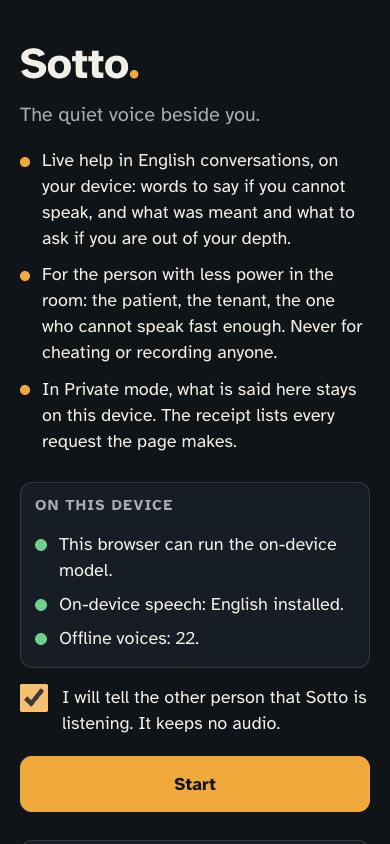 Sotto.
The quiet voice beside you.
Live help in English conversations, on
your device: words to say if you cannot
speak, and what was meant and what to
ask if you are out of your depth.
For the person with less power in the
room: the patient, the tenant, the one
who cannot speak fast enough. Never for
cheating or recording anyone.
In Private mode, what is said here stays
on this device. The receipt lists every
request the page makes.
ON THIS DEVICE
This browser can run the on-device
model.
On-device speech: English installed.
Offline voices: 22.
I will tell the other person that Sotto is
listening. It keeps no audio.
Start